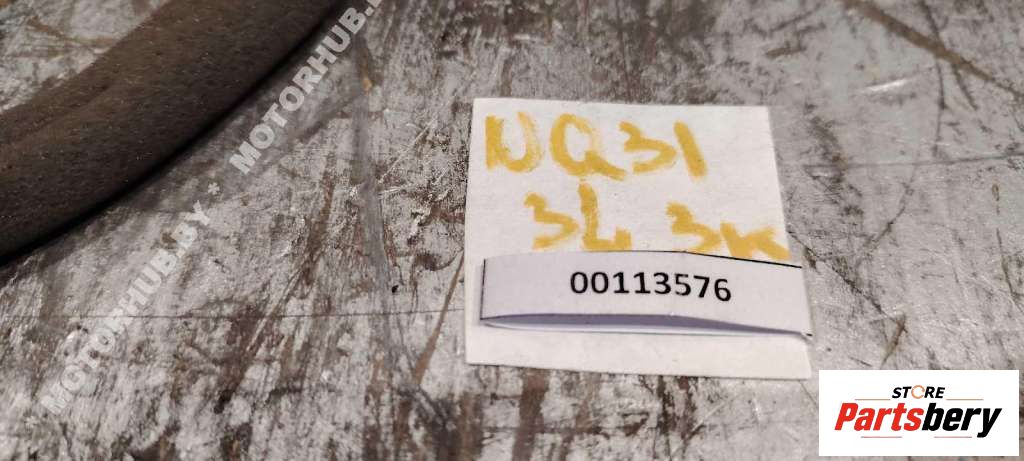 MOTORHUB.BY * MOTORHUB.BY
NQ31
3L 3K
00113576
STORE
Partsbery